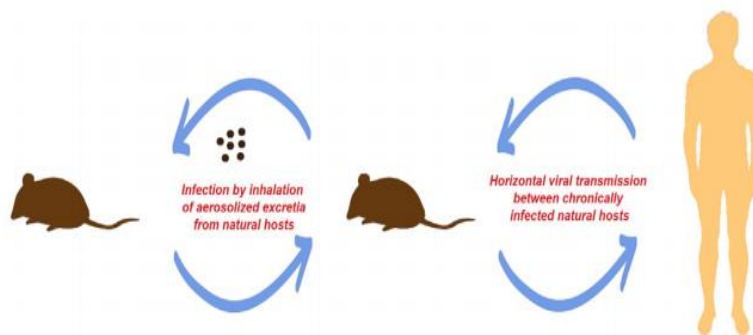 Infection by inhalation
of aerosolized excretia
from natural hosts
Horizontal viral transmission
between chronically
infected natural hosts